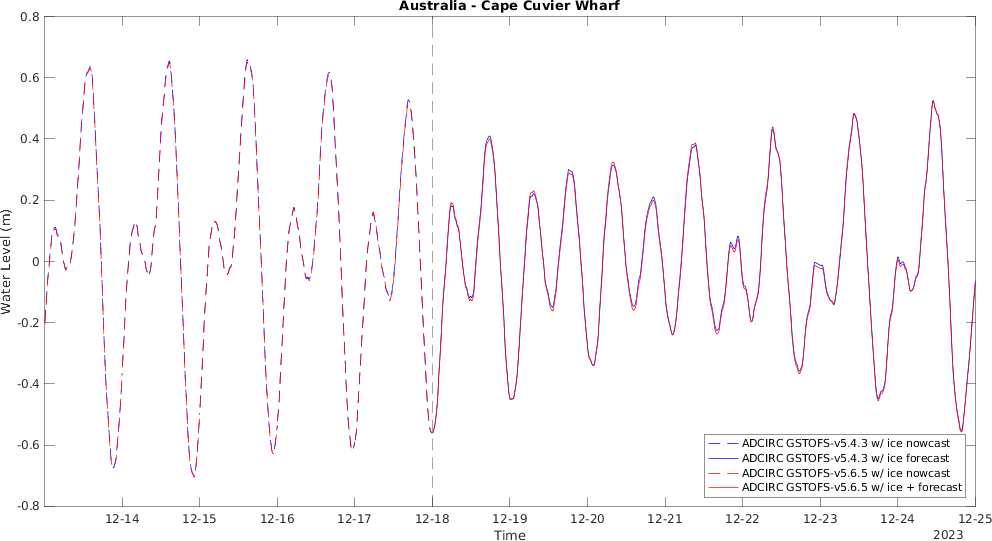 Australia - Cape Cuvier Wharf
0.8
0.6
0.4
0.2
0
-0.2
-0.4
-0.6
-0.8
Water Level (m)
12-14 12-15 12-16 12-17 12-18 12-19 12-20 12-21 12-22 12-23 12-24 12-25
Time
2023
ADCIRC GSTOFS-v5.4.3 w/ ice nowcast
ADCIRC GSTOFS-v5.4.3 w/ ice forecast
ADCIRC GSTOFS-v5.6.5 w/ ice nowcast
ADCIRC GSTOFS-v5.6.5 w/ ice + forecast